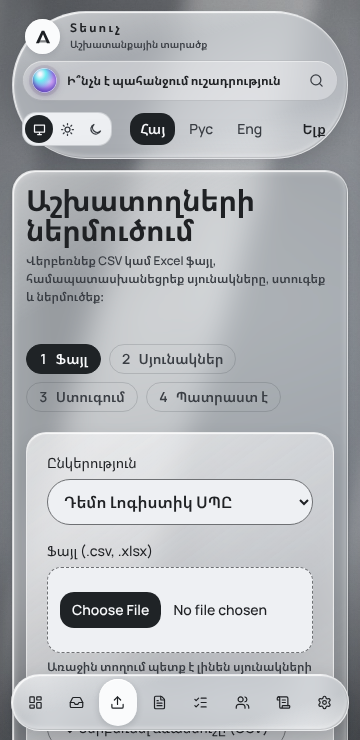 Տեսուչ
Աշխատանքային տարածք
Ի՞նչն է պահանջում ուշադրությունը
Հայ Рус Eng Ելք
Աշխատողների
ներմուծում
Վերբեռնեք CSV կամ Excel ֆայլ,
համապատասխանեցրեք սյունակները, ստուգեք
և ներմուծեք:
1 Ֆայլ 2 Սյունակներ
3 Ստուգում 4 Պատրաստ է
Ընկերություն
Դեմո Լոգիստիկ ՍՊԸ
Ֆայլ (.csv, .xlsx)
Choose File No file chosen
Առաջին տողում պետք է լինեն սյունակների